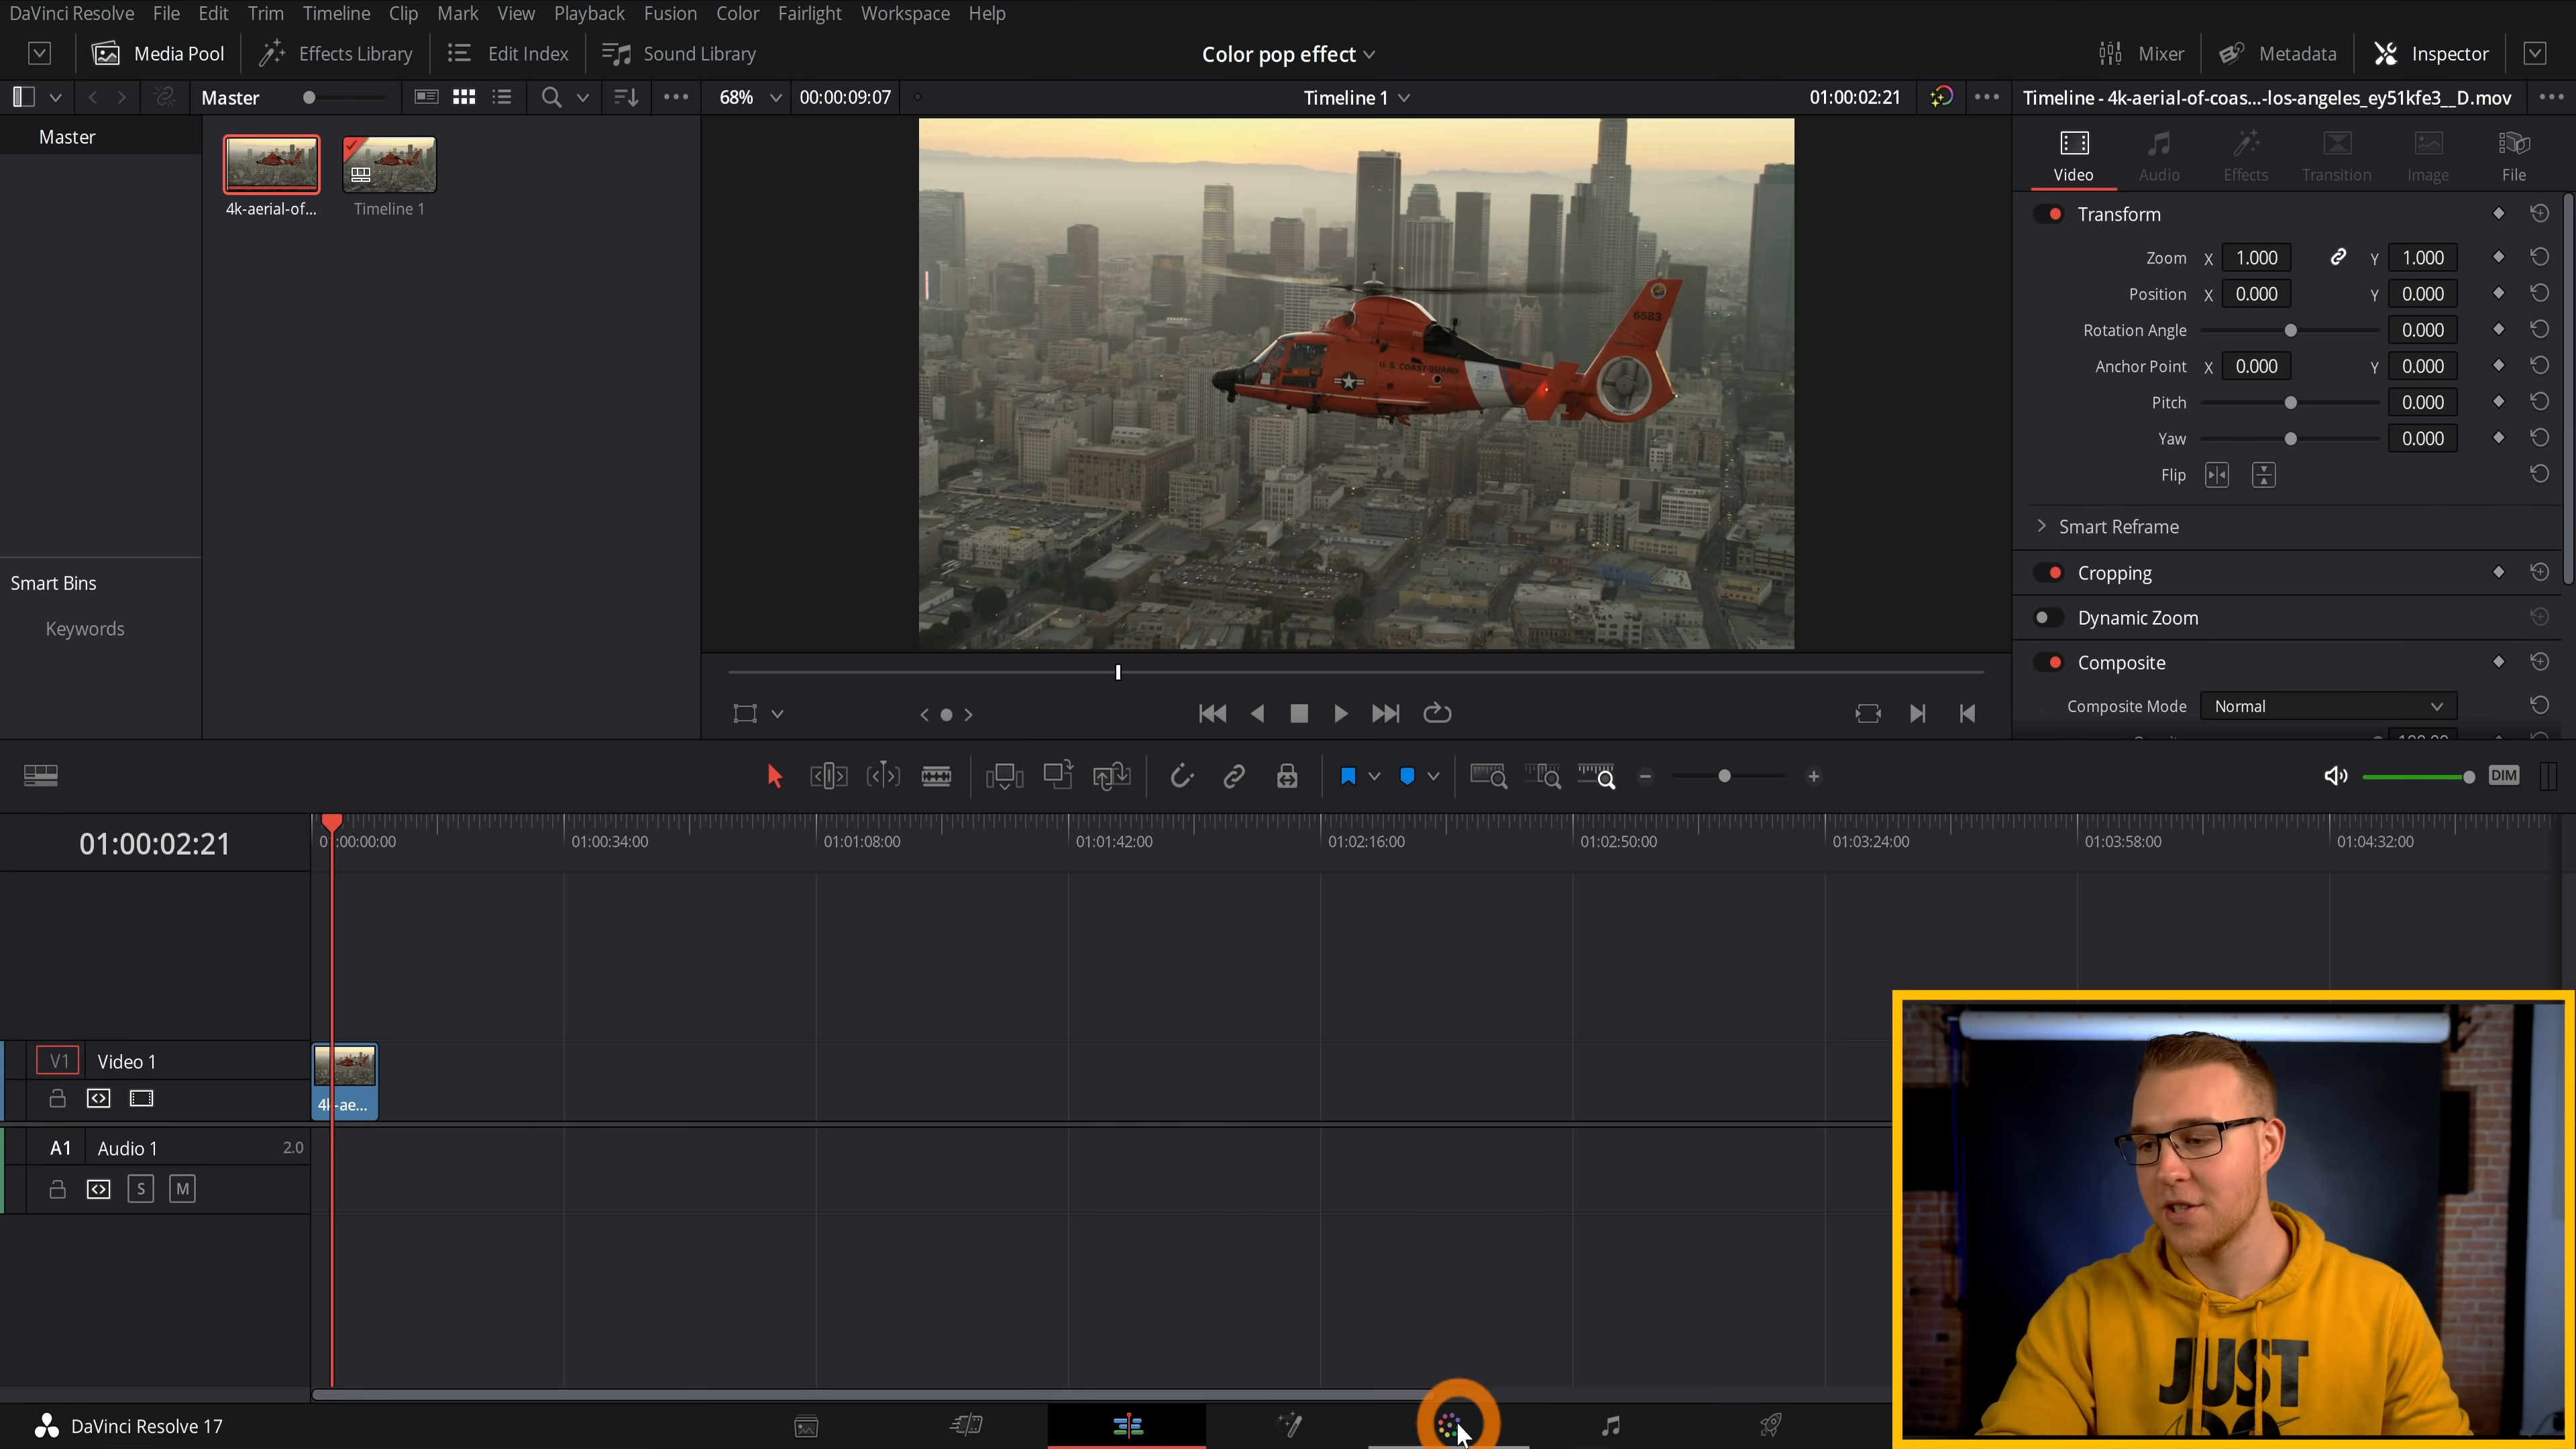 DaVinci Resolve File Edit Trim Timeline Clip Mark View Playback Fusion Color Fairlight Workspace Help
Media Pool Effects Library Edit Index Sound Library Color pop effect Mixer Metadata Inspector
Master 68% 00:00:09:07 Timeline 1 01:00:02:21 Timeline - 4k-aerial-of-coas...-los-angeles_ey51kfe3__D.mov
Master
4k-aerial-of... Timeline 1
Smart Bins
Keywords
6583
U.S. COAST GUARD
Video Audio Effects Transition Image File
Transform
Zoom X 1.000 Y 1.000
Position X 0.000 Y 0.000
Rotation Angle 0.000
Anchor Point X 0.000 Y 0.000
Pitch 0.000
Yaw 0.000
Flip
Smart Reframe
Cropping
Dynamic Zoom
Composite
Composite Mode Normal
DIM
01:00:02:21
01:00:34:00 01:01:08:00 01:01:42:00 01:02:16:00 01:02:50:00 01:03:24:00 01:03:58:00 01:04:32:00
V1 Video 1
4k-ae...
A1 Audio 1 2.0
S M
JUST
DaVinci Resolve 17